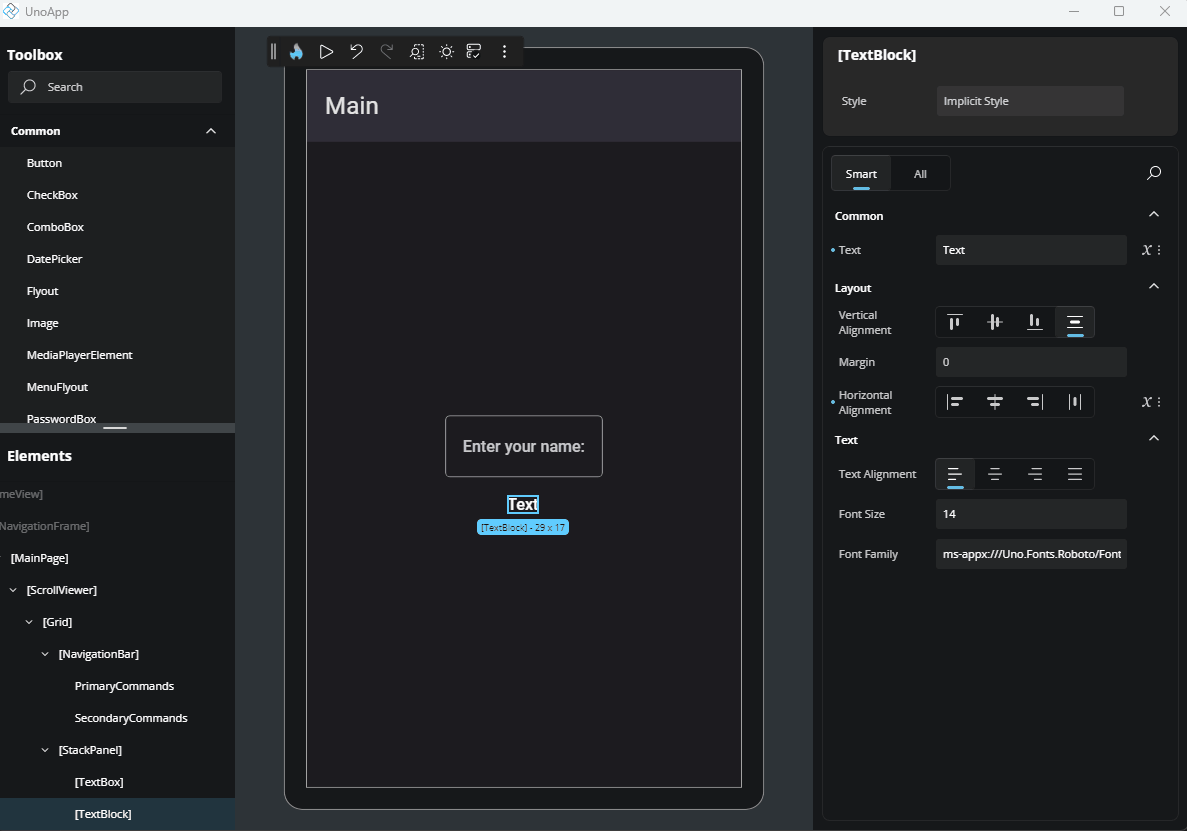 UnoApp
Toolbox
Search
Common
Button
CheckBox
ComboBox
DatePicker
Flyout
Image
MediaPlayerElement
MenuFlyout
PasswordBox
Elements
meView]
NavigationFrame]
[MainPage]
[ScrollViewer]
[Grid]
[NavigationBar]
PrimaryCommands
SecondaryCommands
[StackPanel]
[TextBox]
[TextBlock]
Main
Enter your name:
Text
[TextBlock] - 29 x 17
[TextBlock]
Style
Implicit Style
Smart
All
Common
Text
Text
X
Layout
Vertical
Alignment
Margin
0
Horizontal
Alignment
X
Text
Text Alignment
Font Size
14
Font Family
ms-appx:///Uno.Fonts.Roboto/Font